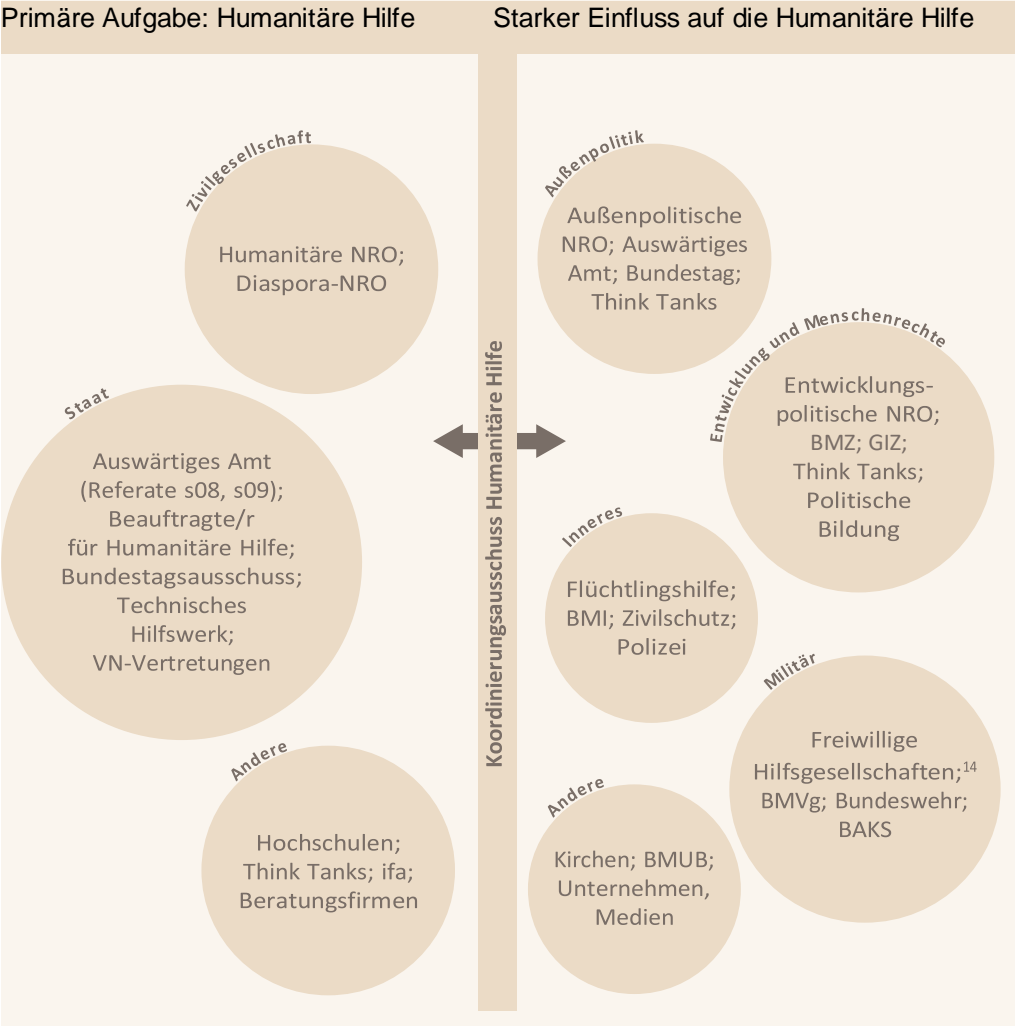 Primäre Aufgabe: Humanitäre Hilfe
Zivilgesellschaft
Humanitäre NRO;
Diaspora-NRO
Staat
Auswärtiges Amt
(Referate s08, s09);
Beauftragte/r
für Humanitäre Hilfe;
Bundestagsausschuss;
Technisches
Hilfswerk;
VN-Vertretungen
Andere
Hochschulen;
Think Tanks; ifa;
Beratungsfirmen
Koordinierungsausschuss Humanitäre Hilfe
Starker Einfluss auf die Humanitäre Hilfe
Außenpolitik
Außenpolitische
NRO; Auswärtiges
Amt; Bundestag;
Think Tanks
Entwicklung und Menschenrechte
Entwicklungs-
politische NRO;
BMZ; GIZ;
Think Tanks;
Politische
Bildung
Inneres
Flüchtlingshilfe;
BMI; Zivilschutz;
Polizei
Militär
Freiwillige
Hilfsgesellschaften;14
BMVg; Bundeswehr;
BAKS
Andere
Kirchen; BMUB;
Unternehmen,
Medien